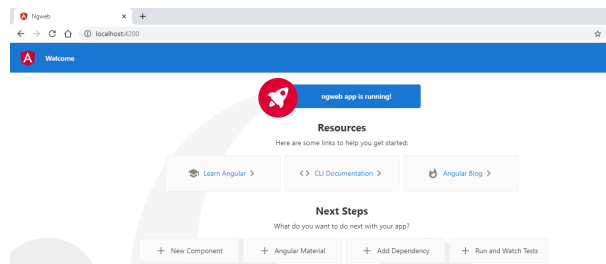 Ngweb
localhost:4200
Welcome
ngweb app is running!
Resources
Here are some links to help you get started:
Learn Angular
CLI Documentation
Angular Blog
Next Steps
What do you want to do next with your app?
New Component
Angular Material
Add Dependency
Run and Watch Tests